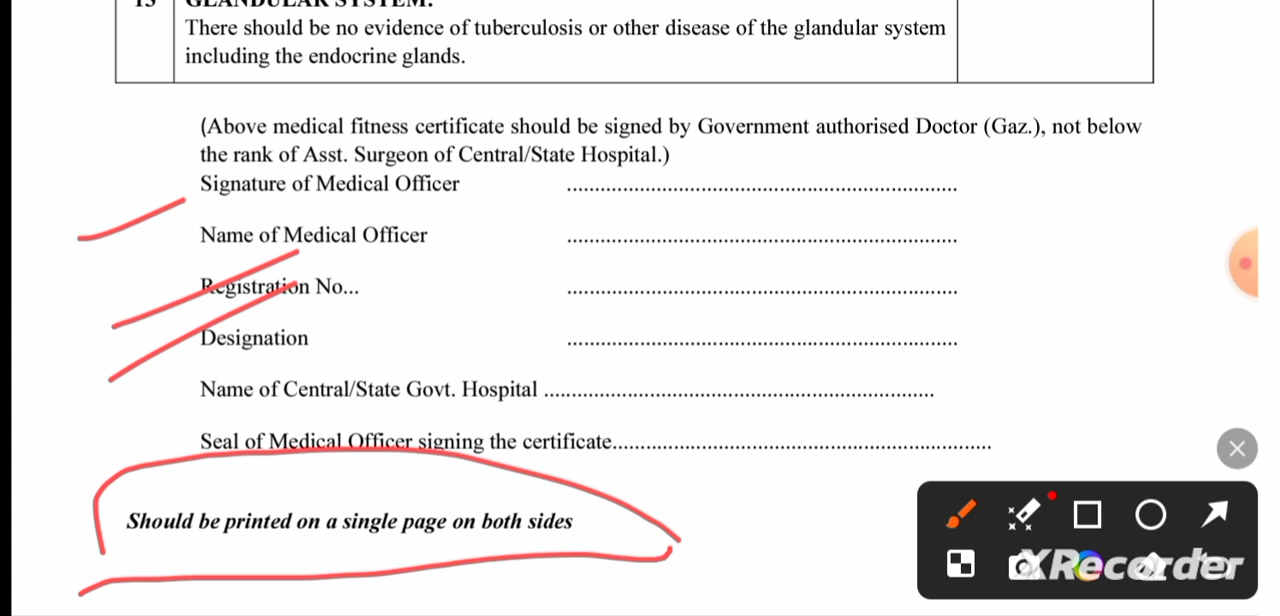 13 GLANDULAR SYSTEM:
There should be no evidence of tuberculosis or other disease of the glandular system
including the endocrine glands.
(Above medical fitness certificate should be signed by Government authorised Doctor (Gaz.), not below
the rank of Asst. Surgeon of Central/State Hospital.)
Signature of Medical Officer ......................................................................
Name of Medical Officer ......................................................................
Registration No... ......................................................................
Designation ......................................................................
Name of Central/State Govt. Hospital ......................................................................
Seal of Medical Officer signing the certificate....................................................................
Should be printed on a single page on both sides
XRecorder